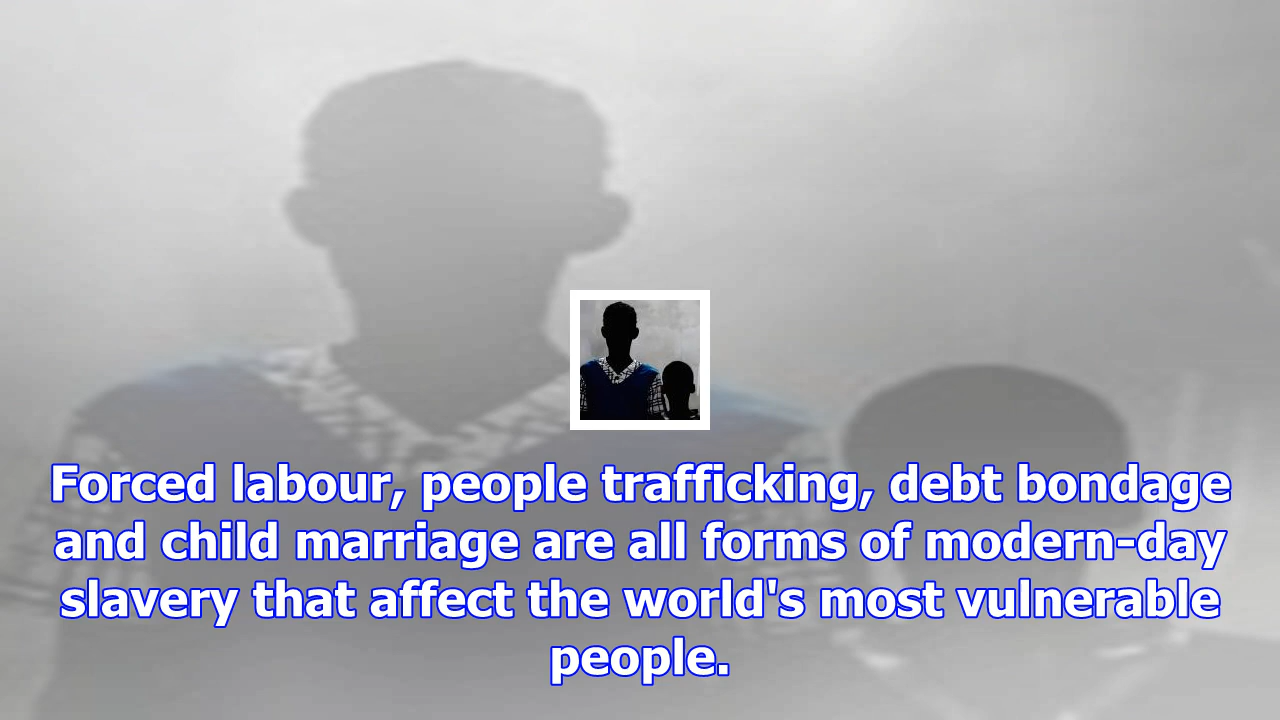 Forced labour, people trafficking, debt bondage
and child marriage are all forms of modern-day
slavery that affect the world's most vulnerable
people.